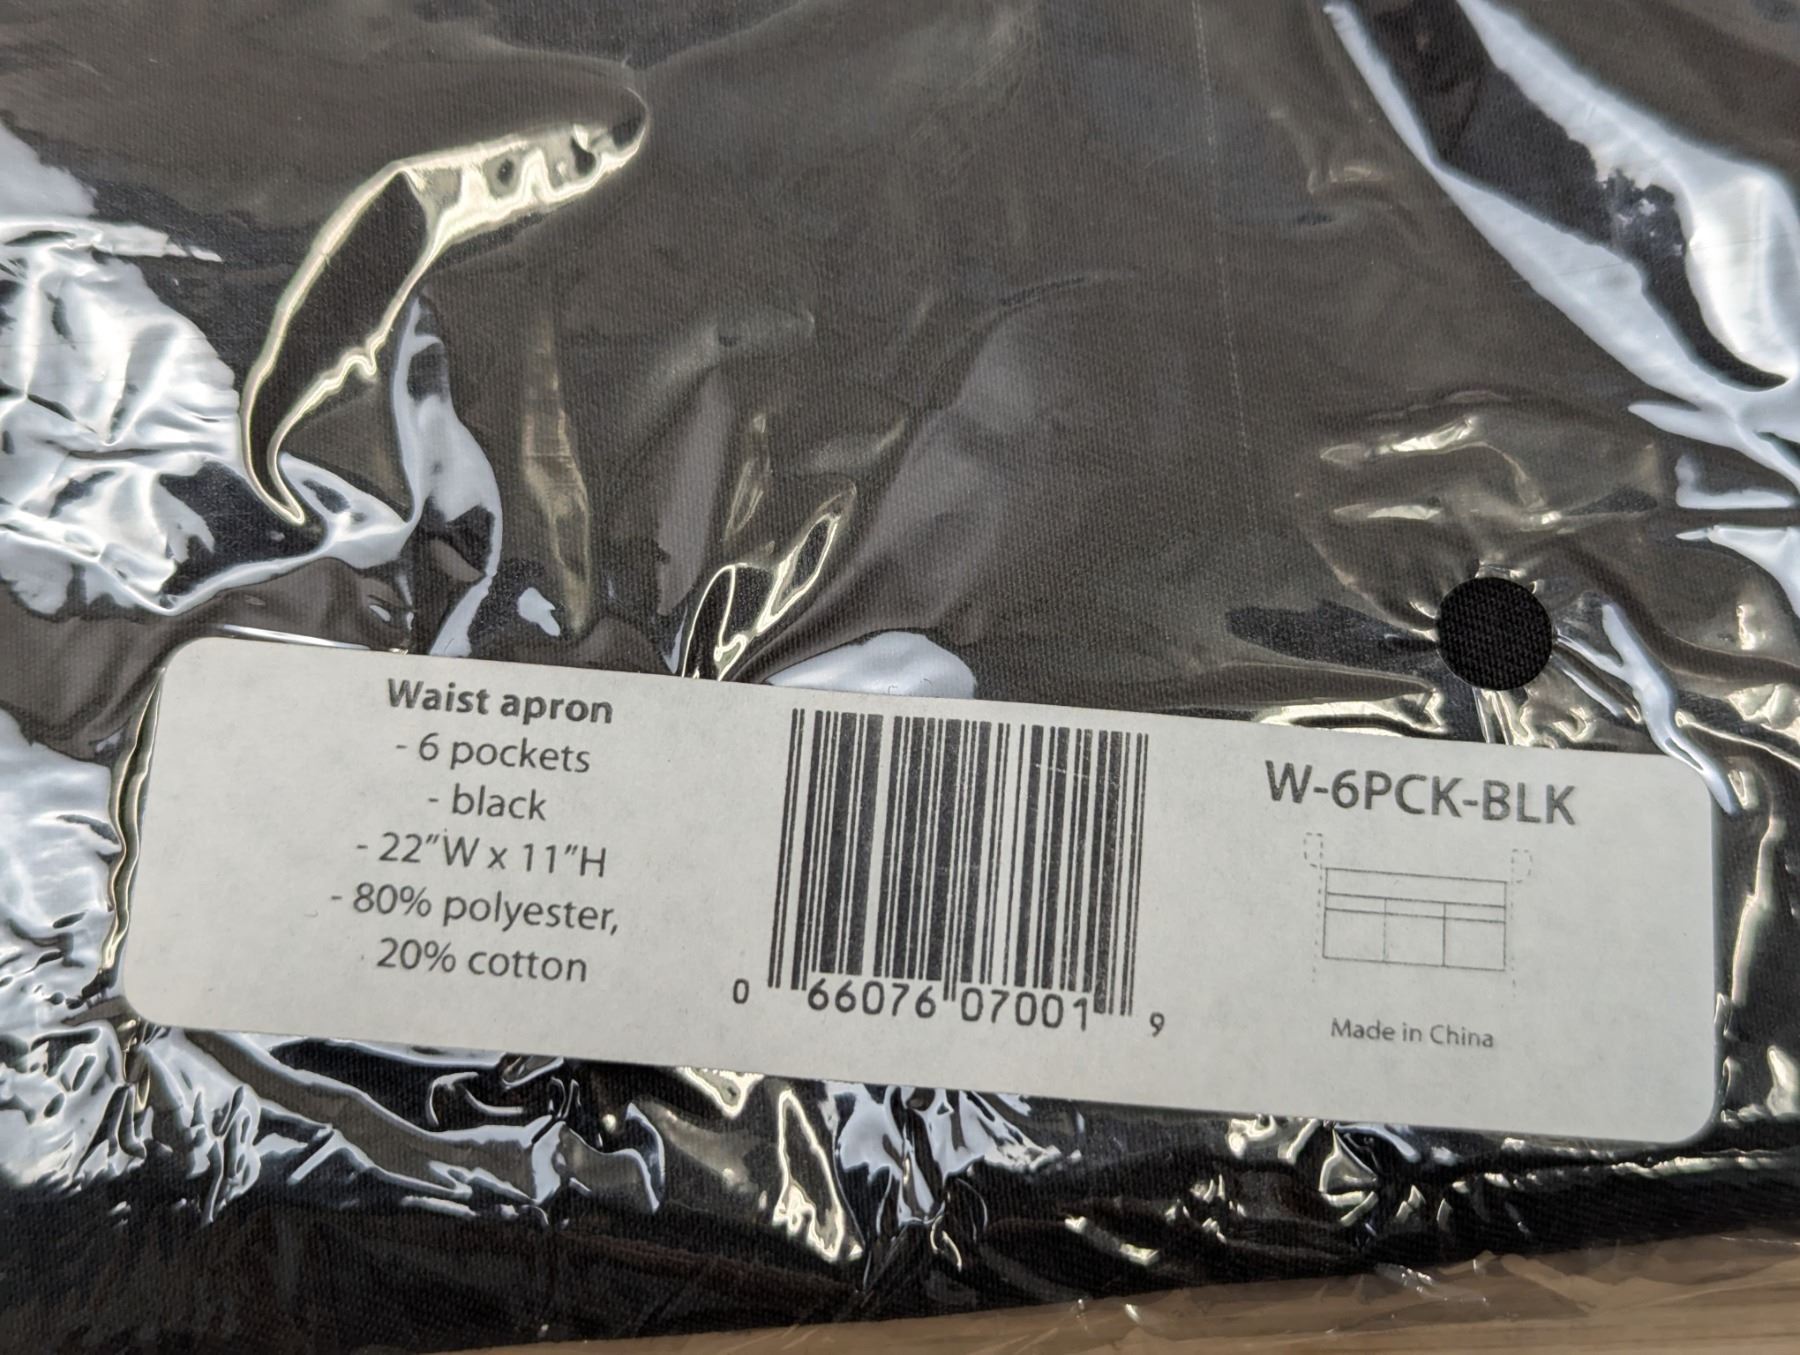 Waist apron
- 6 pockets
- black
- 22"W x 11"H
- 80% polyester,
20% cotton
0 66076 07001 9
W-6PCK-BLK
Made in China